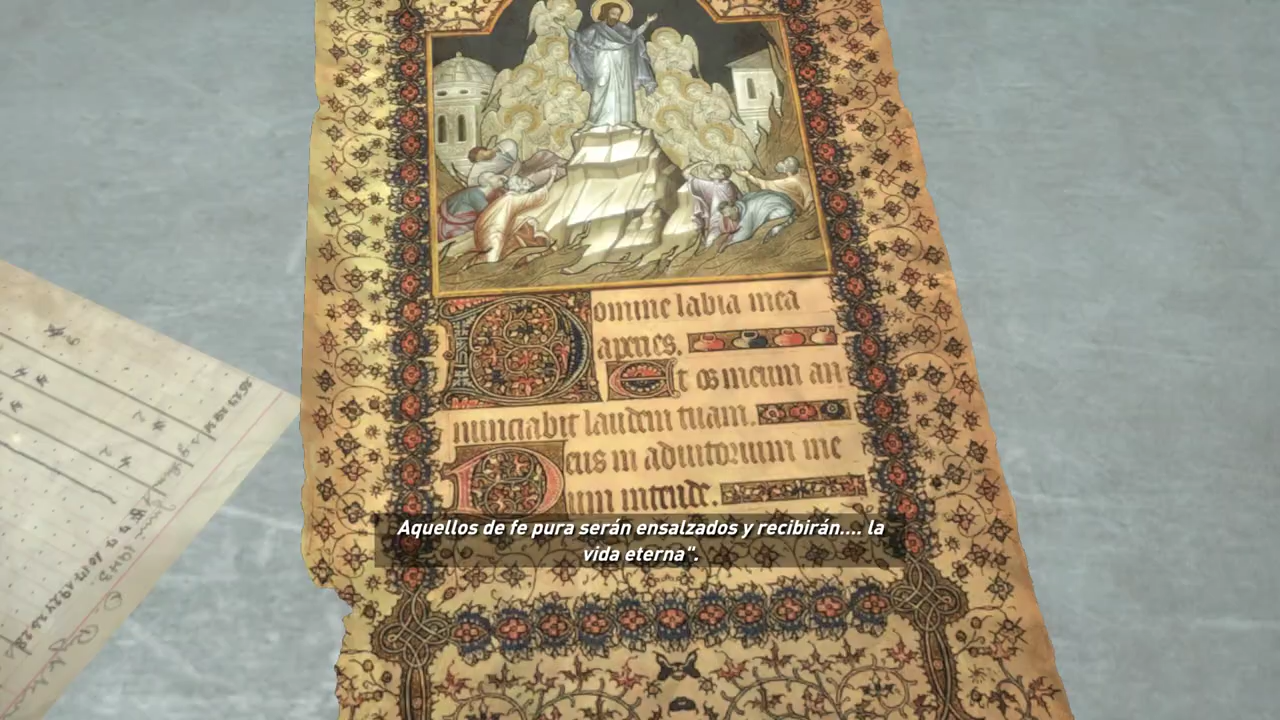 Domine labia mea
aperies.
Et os meum an
nunciabit laudem tuam.
Deus in adiutorium me
um intende.
Aquellos de fe pura serán ensalzados y recibirán.... la
vida eterna".